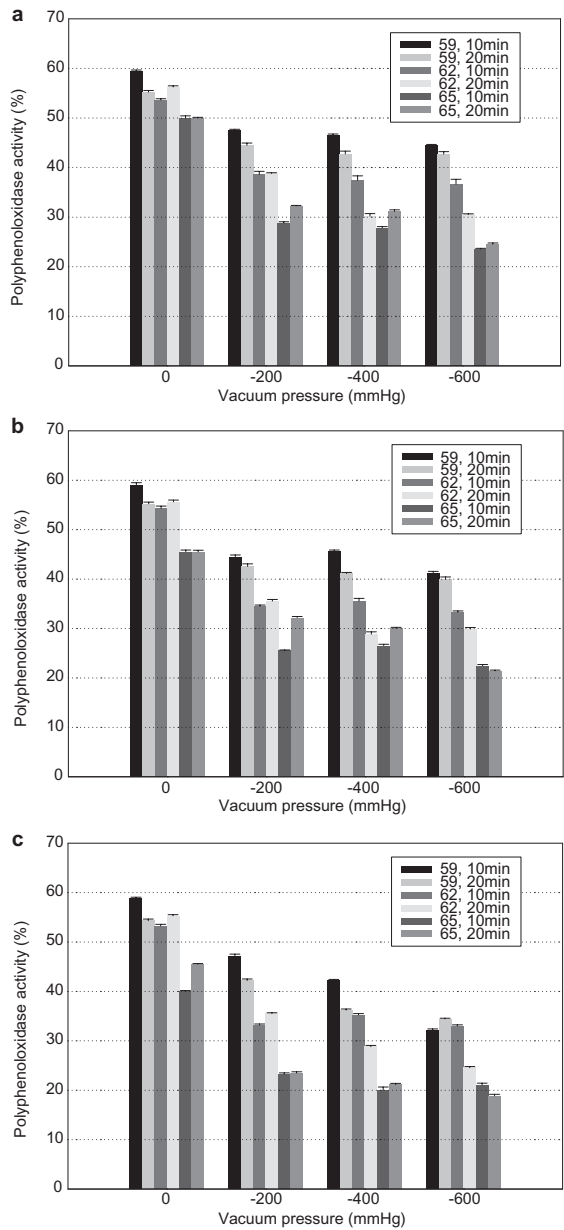 a
70
60
50
40
30
20
10
0
Polyphenoloxidase activity (%)
59, 10min
59, 20min
62, 10min
62, 20min
65, 10min
65, 20min
0 -200 -400 -600
Vacuum pressure (mmHg)
b
70
60
50
40
30
20
10
0
Polyphenoloxidase activity (%)
59, 10min
59, 20min
62, 10min
62, 20min
65, 10min
65, 20min
0 -200 -400 -600
Vacuum pressure (mmHg)
c
70
60
50
40
30
20
10
0
Polyphenoloxidase activity (%)
59, 10min
59, 20min
62, 10min
62, 20min
65, 10min
65, 20min
0 -200 -400 -600
Vacuum pressure (mmHg)